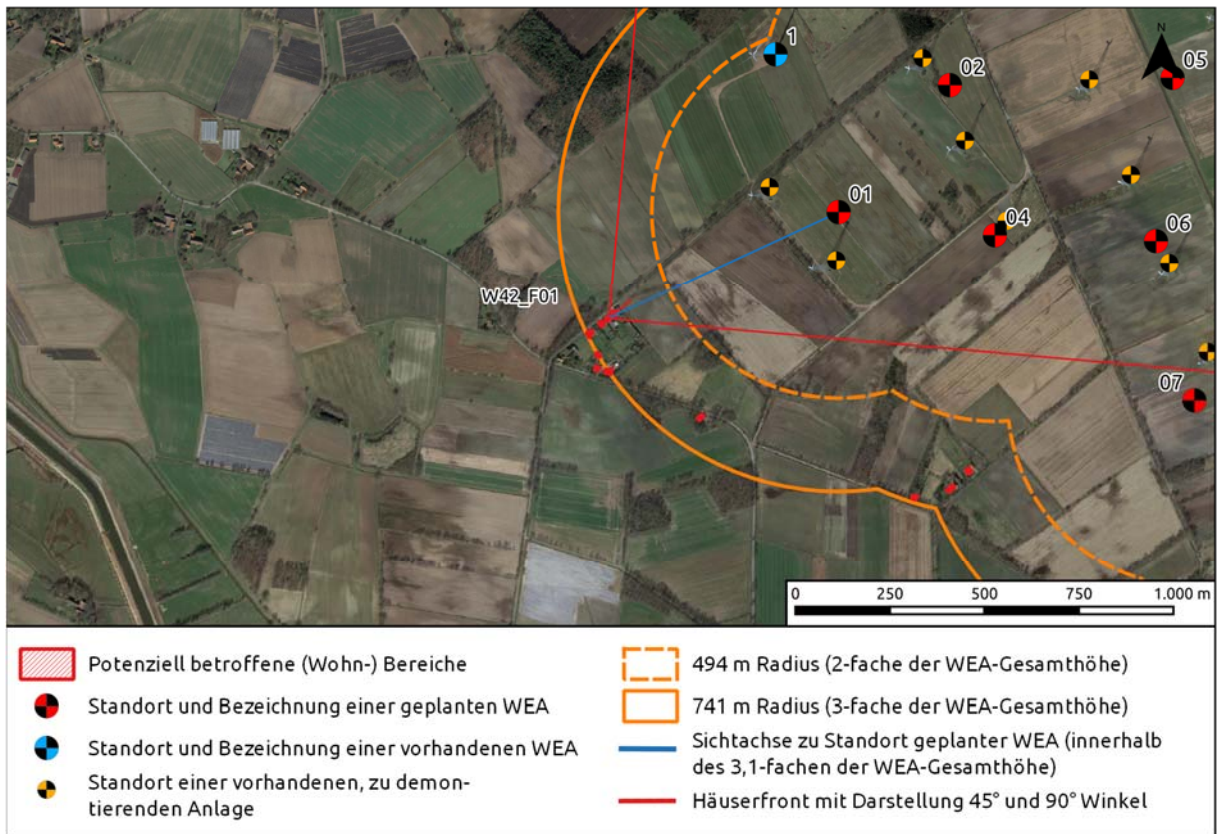 1
02
N
05
01
04
06
W42_F01
07
0 250 500 750 1.000 m
Potenziell betroffene (Wohn-) Bereiche
Standort und Bezeichnung einer geplanten WEA
Standort und Bezeichnung einer vorhandenen WEA
Standort einer vorhandenen, zu demon-
tierenden Anlage
494 m Radius (2-fache der WEA-Gesamthöhe)
741 m Radius (3-fache der WEA-Gesamthöhe)
Sichtachse zu Standort geplanter WEA (innerhalb
des 3,1-fachen der WEA-Gesamthöhe)
Häuserfront mit Darstellung 45° und 90° Winkel